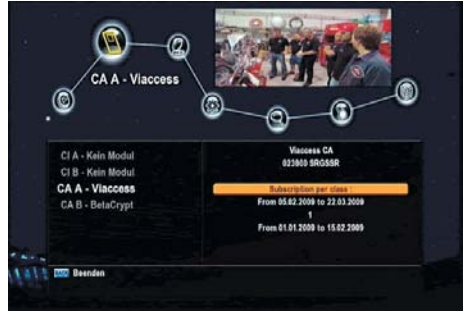 CA A - Viaccess
CI A - Kein Modul
CI B - Kein Modul
CA A - Viaccess
CA B - BetaCrypt
Viaccess CA
023800 SRGSSR
Subscription per class :
From 05.02.2009 to 22.03.2009
1
From 01.01.2009 to 15.02.2009
BACK Beenden